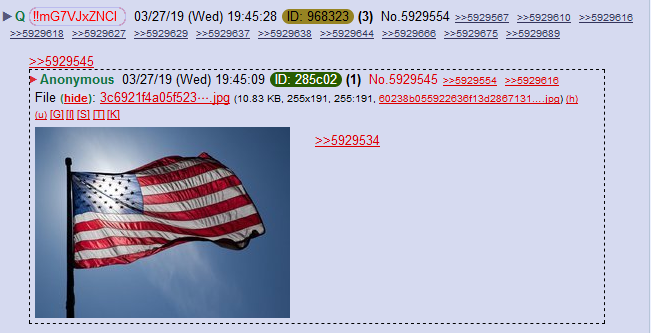 Q !!mG7VJxZNCI 03/27/19 (Wed) 19:45:28 ID: 968323 (3) No.5929554 >>5929567 >>5929610 >>5929616
>>5929618 >>5929627 >>5929629 >>5929637 >>5929638 >>5929644 >>5929666 >>5929675 >>5929689
>>5929545
Anonymous 03/27/19 (Wed) 19:45:09 ID: 285c02 (1) No.5929545 >>5929554 >>5929616
File (hide): 3c6921f4a05f523⋯.jpg (10.83 KB, 255x191, 255:191, 60238b055922636f13d2867131....jpg) (h)
(u) [G] [I] [S] [T] [K]
>>5929534